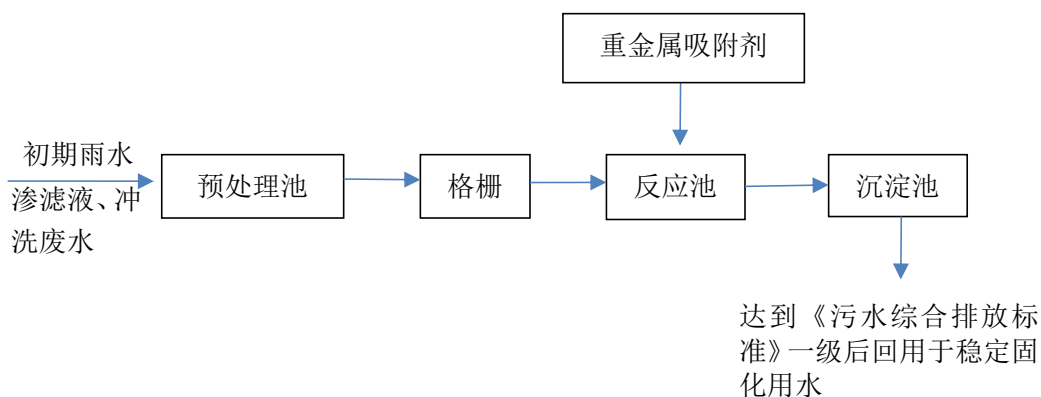 重金属吸附剂
初期雨水
渗滤液、冲
洗废水
预处理池
格栅
反应池
沉淀池
达到《污水综合排放标
准》一级后回用于稳定固
化用水